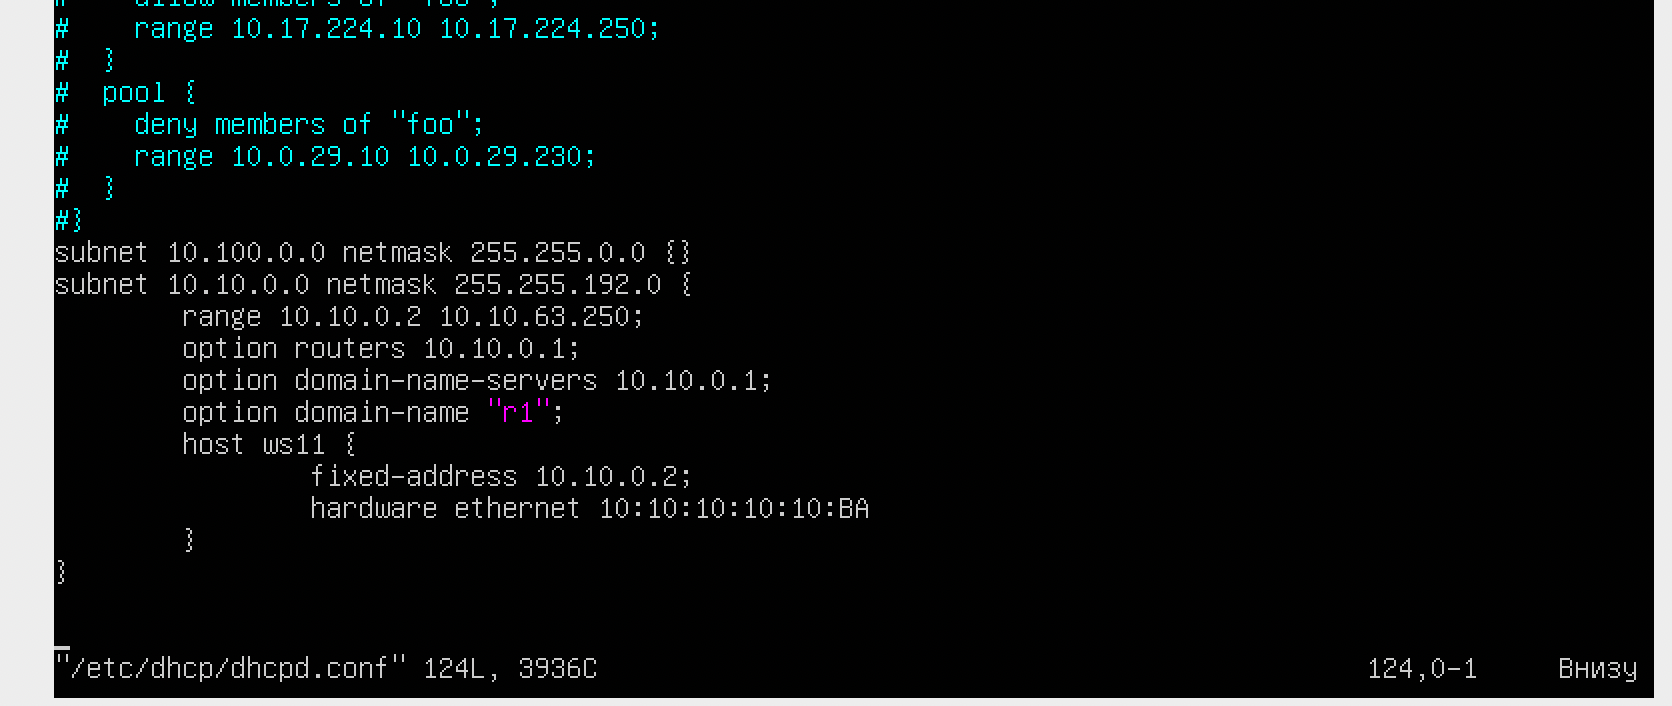 #    allow members of "foo";
#    range 10.17.224.10 10.17.224.250;
#  }
#  pool {
#    deny members of "foo";
#    range 10.0.29.10 10.0.29.230;
#  }
#}
subnet 10.100.0.0 netmask 255.255.0.0 {}
subnet 10.10.0.0 netmask 255.255.192.0 {
        range 10.10.0.2 10.10.63.250;
        option routers 10.10.0.1;
        option domain-name-servers 10.10.0.1;
        option domain-name "r1";
        host ws11 {
                fixed-address 10.10.0.2;
                hardware ethernet 10:10:10:10:10:BA
        }
}
"/etc/dhcp/dhcpd.conf" 124L, 3936C 124,0-1 Внизу